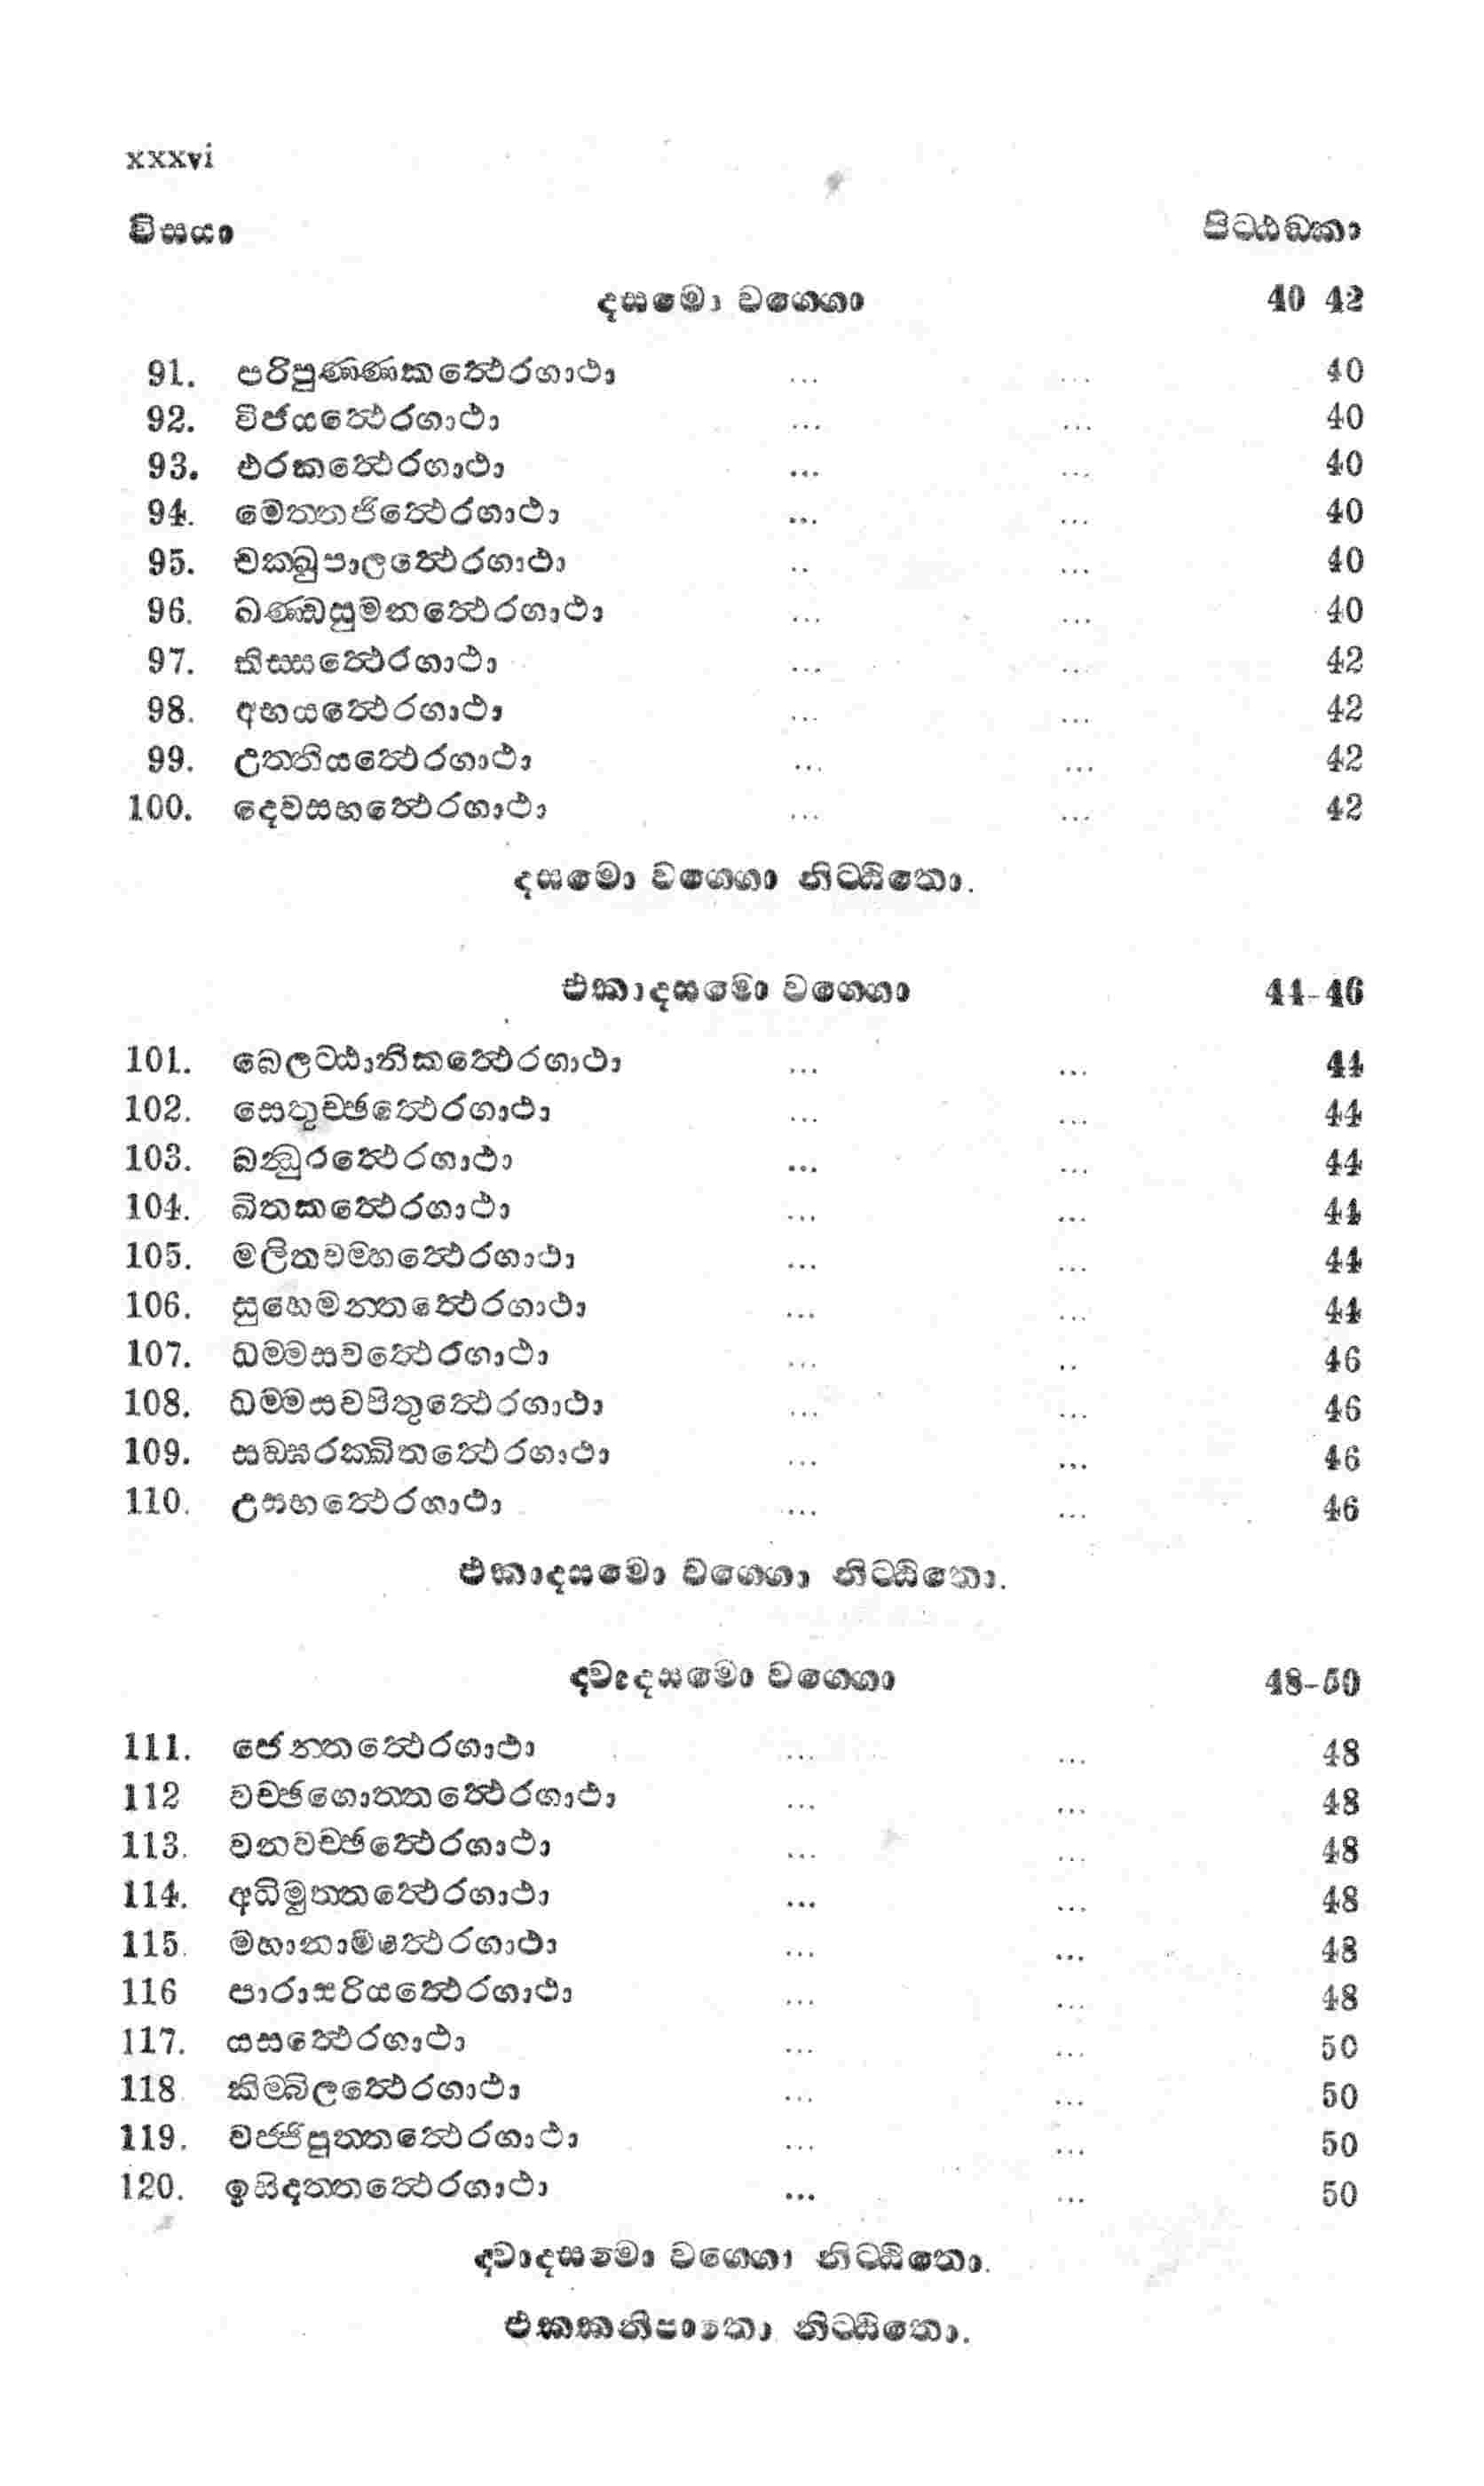 xxxvi
විසයා පිට්ඨඞ්කා
දසමො වග්ගො 40 42
91. පරිපුණ්ණකත්ථෙරගාථා ... ... 40
92. විජයත්ථෙරගාථා ... ... 40
93. එරකත්ථෙරගාථා ... ... 40
94. මෙත්තජිත්ථෙරගාථා ... ... 40
95. චක්ඛුපාලත්ථෙරගාථා .. ... 40
96. ඛණ්ඩසුමනත්ථෙරගාථා ... ... 40
97. තිස්සත්ථෙරගාථා ... ... 42
98. අභයත්ථෙරගාථා ... ... 42
99. උත්තියත්ථෙරගාථා ... ... 42
100. දෙවසභත්ථෙරගාථා ... ... 42
දසමො වග්ගො නිට්ඨිතො.
එකාදසමො වග්ගො 44-46
101. බෙලට්ඨානිකත්ථෙරගාථා ... ... 44
102. සෙතුච්ඡත්ථෙරගාථා ... ... 44
103. බන්ධුරත්ථෙරගාථා ... ... 44
104. ඛිතකත්ථෙරගාථා ... ... 44
105. මලිතවම්භත්ථෙරගාථා ... ... 44
106. සුහෙමන්තත්ථෙරගාථා ... ... 44
107. ධම්මසවත්ථෙරගාථා ... .. 46
108. ධම්මසවපිතුත්ථෙරගාථා ... ... 46
109. සඞ්ඝරක්ඛිතත්ථෙරගාථා ... ... 46
110. උසභත්ථෙරගාථා ... ... 46
එකාදසමො වග්ගො නිට්ඨිතො.
ද්වාදසමො වග්ගො 48-50
111. ජෙන්තත්ථෙරගාථා ... ... 48
112 වච්ඡගොත්තත්ථෙරගාථා ... ... 48
113. වනවච්ඡත්ථෙරගාථා ... ... 48
114. අධිමුත්තත්ථෙරගාථා ... ... 48
115. මහානාමත්ථෙරගාථා ... ... 48
116 පාරාසරියත්ථෙරගාථා ... ... 48
117. යසත්ථෙරගාථා ... ... 50
118 කිම්බිලත්ථෙරගාථා ... ... 50
119. වජ්ජිපුත්තත්ථෙරගාථා ... ... 50
120. ඉසිදත්තත්ථෙරගාථා ... ... 50
ද්වාදසමො වග්ගො නිට්ඨිතො.
එකකනිපාතො නිට්ඨිතො.